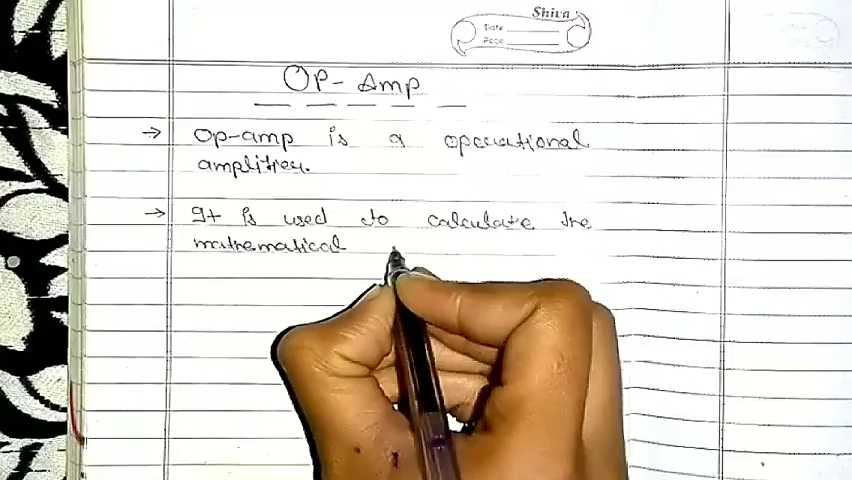 Shiva
Date
Page
Op- Amp
→ Op-amp is a operational
amplifier.
→ It is used to calculate the
mathematical